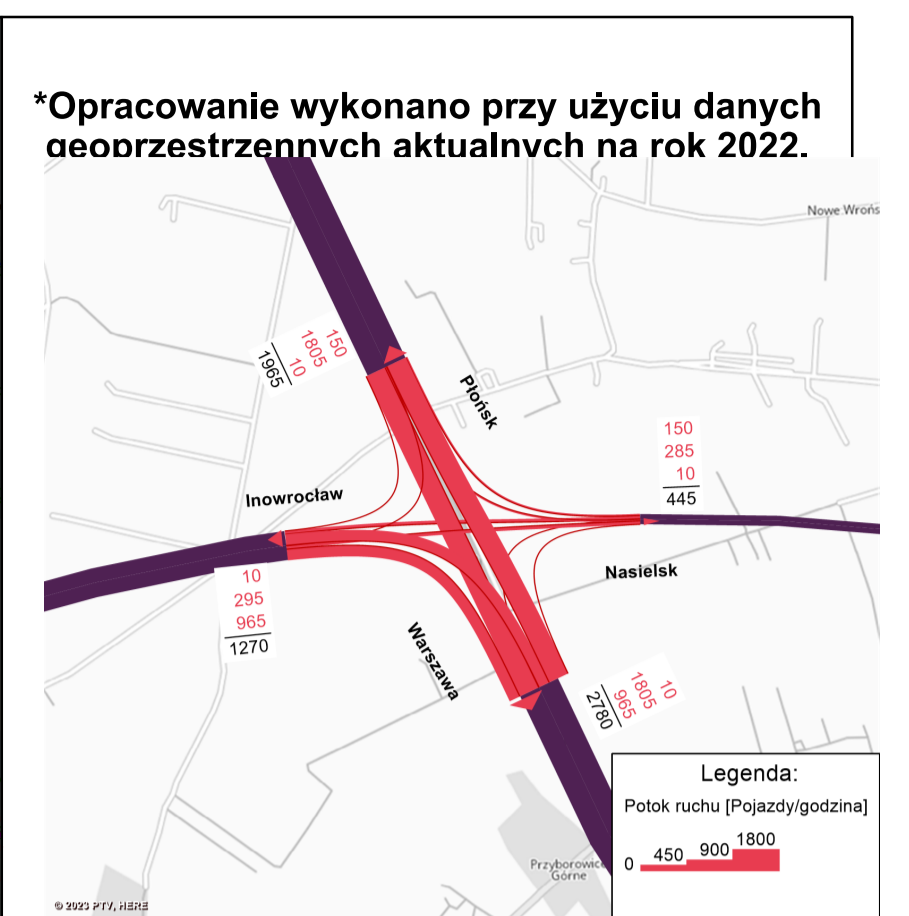 *Opracowanie wykonano przy użyciu danych
geoprzestrzennych aktualnych na rok 2022.
Nowe Wrońs
150
1805
10
1965
Płońsk
150
285
10
445
Inowrocław
Nasielsk
10
295
965
1270
Warszawa
10
1805
965
2780
Legenda:
Potok ruchu [Pojazdy/godzina]
0 450 900 1800
Przyborowic
Górne
© 2023 PTV, HERE